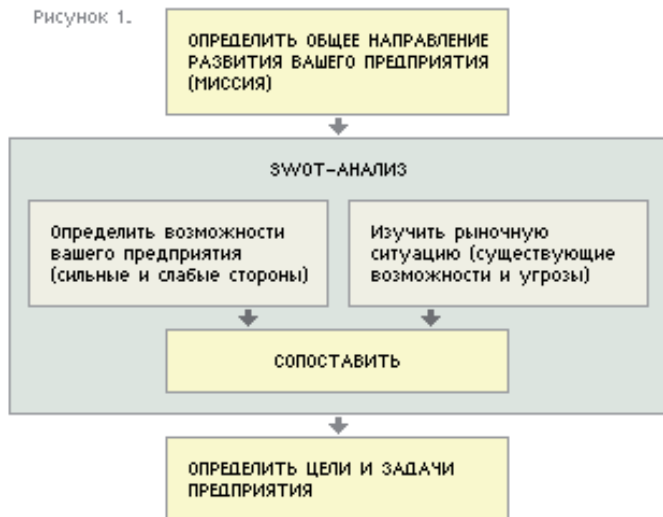 Рисунок 1.
ОПРЕДЕЛИТЬ ОБЩЕЕ НАПРАВЛЕНИЕ
РАЗВИТИЯ ВАШЕГО ПРЕДПРИЯТИЯ
(МИССИЯ)
SWOT-АНАЛИЗ
Определить возможности
вашего предприятия
(сильные и слабые стороны)
Изучить рыночную
ситуацию (существующие
возможности и угрозы)
СОПОСТАВИТЬ
ОПРЕДЕЛИТЬ ЦЕЛИ И ЗАДАЧИ
ПРЕДПРИЯТИЯ